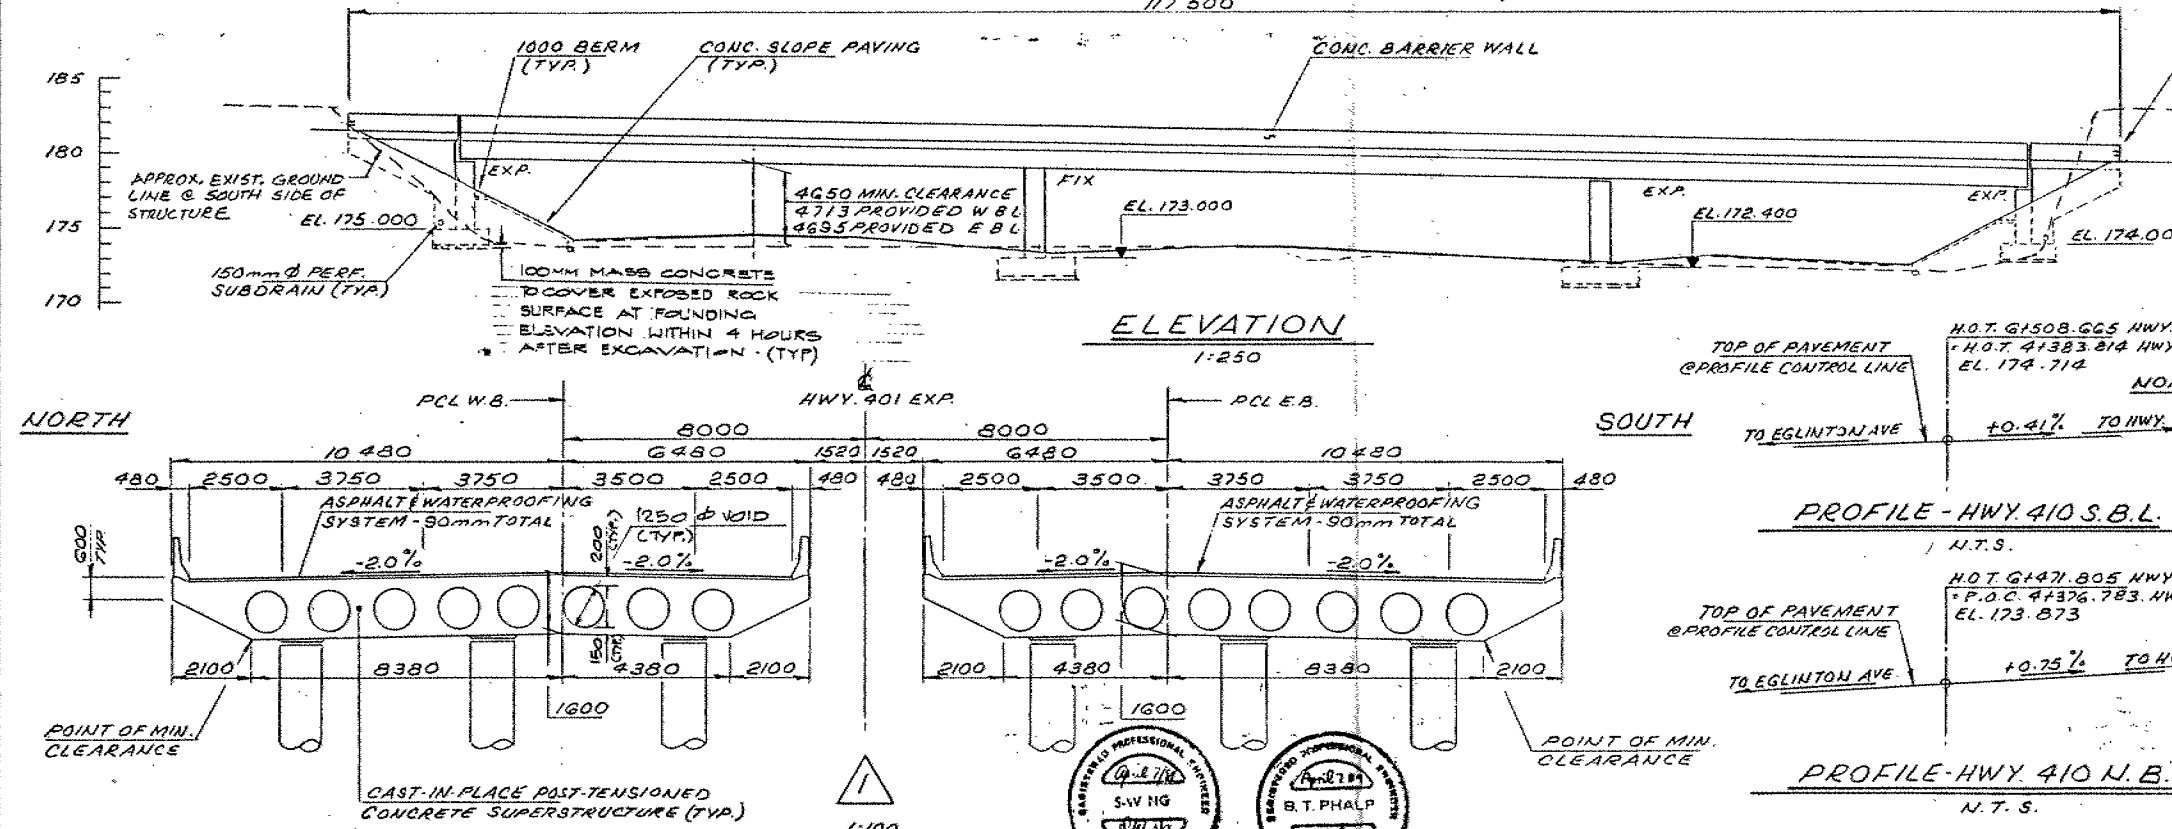 117 500
1000 BERM
(TYP.)
CONC. SLOPE PAVING
(TYP.)
CONC. BARRIER WALL
185
180
175
170
APPROX. EXIST. GROUND
LINE @ SOUTH SIDE OF
STRUCTURE
EL. 175.000
150mm Ø PERF.
SUBDRAIN (TYP.)
EXP.
4650 MIN. CLEARANCE
4713 PROVIDED W B L
4695 PROVIDED E B L
FIX
EL. 173.000
EXP.
EL. 172.400
EXP.
EL. 174.00
100MM MASS CONCRETE
TO COVER EXPOSED ROCK
SURFACE AT FOUNDING
ELEVATION WITHIN 4 HOURS
AFTER EXCAVATION. (TYP)
ELEVATION
1:250
NORTH
PCL W.B.
HWY. 401 EXP.
PCL E.B.
SOUTH
8000 8000
10 480 6480 1520 1520 6480 10 480
480 2500 3750 3750 3500 2500 480 480 2500 3500 3750 3750 2500 480
ASPHALT & WATERPROOFING
SYSTEM - 90mm TOTAL
1250 Ø VOID
(TYP.)
200
(TYP.)
600
TYP.
-2.0% -2.0%
150
(TYP.)
ASPHALT & WATERPROOFING
SYSTEM - 90mm TOTAL
-2.0% -2.0%
2100 8380 4380 2100
2100 4380 8380 2100
1600
1600
POINT OF MIN.
CLEARANCE
POINT OF MIN.
CLEARANCE
CAST-IN-PLACE POST-TENSIONED
CONCRETE SUPERSTRUCTURE (TYP.)
1
1:100
REGISTERED PROFESSIONAL ENGINEER
S-W NG
REGISTERED PROFESSIONAL ENGINEER
B. T. PHALP
TOP OF PAVEMENT
@ PROFILE CONTROL LINE
H.O.T. 6+508.665 HWY.
= H.O.T. 4+383.814 HWY
EL. 174.714
TO EGLINTON AVE
+0.41%
TO HWY.
PROFILE - HWY. 410 S.B.L.
N.T.S.
TOP OF PAVEMENT
@ PROFILE CONTROL LINE
H.O.T. 6+471.805 HWY
= P.O.C. 4+376.783. HW
EL. 173.873
TO EGLINTON AVE.
+0.75%
PROFILE - HWY. 410 N.B.
N.T.S.